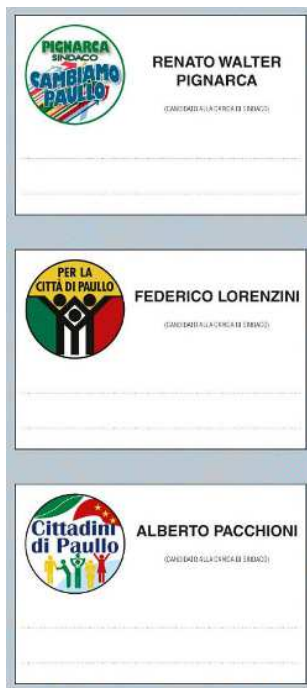 PIGNARCA
SINDACO
CAMBIAMO
PAULLO
RENATO WALTER
PIGNARCA
(CANDIDATO ALLA CARICA DI SINDACO)
PER LA
CITTÀ DI PAULLO
FEDERICO LORENZINI
(CANDIDATO ALLA CARICA DI SINDACO)
Cittadini
di Paullo
ALBERTO PACCHIONI
(CANDIDATO ALLA CARICA DI SINDACO)